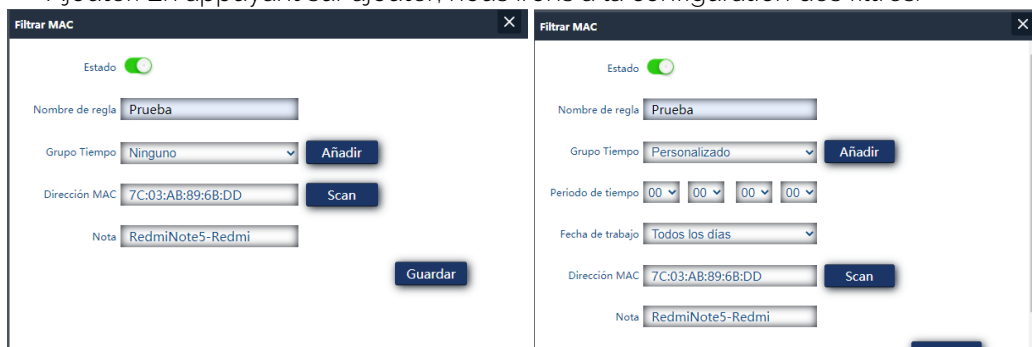 Ajouter. En appuyant sur ajouter, nous irons à la configuration des filtres.
Filtrar MAC
Estado
Nombre de regla Prueba
Grupo Tiempo Ninguno Añadir
Dirección MAC 7C:03:AB:89:6B:DD Scan
Nota RedmiNote5-Redmi
Guardar
Filtrar MAC
Estado
Nombre de regla Prueba
Grupo Tiempo Personalizado Añadir
Periodo de tiempo 00 00 00 00
Fecha de trabajo Todos los días
Dirección MAC 7C:03:AB:89:6B:DD Scan
Nota RedmiNote5-Redmi